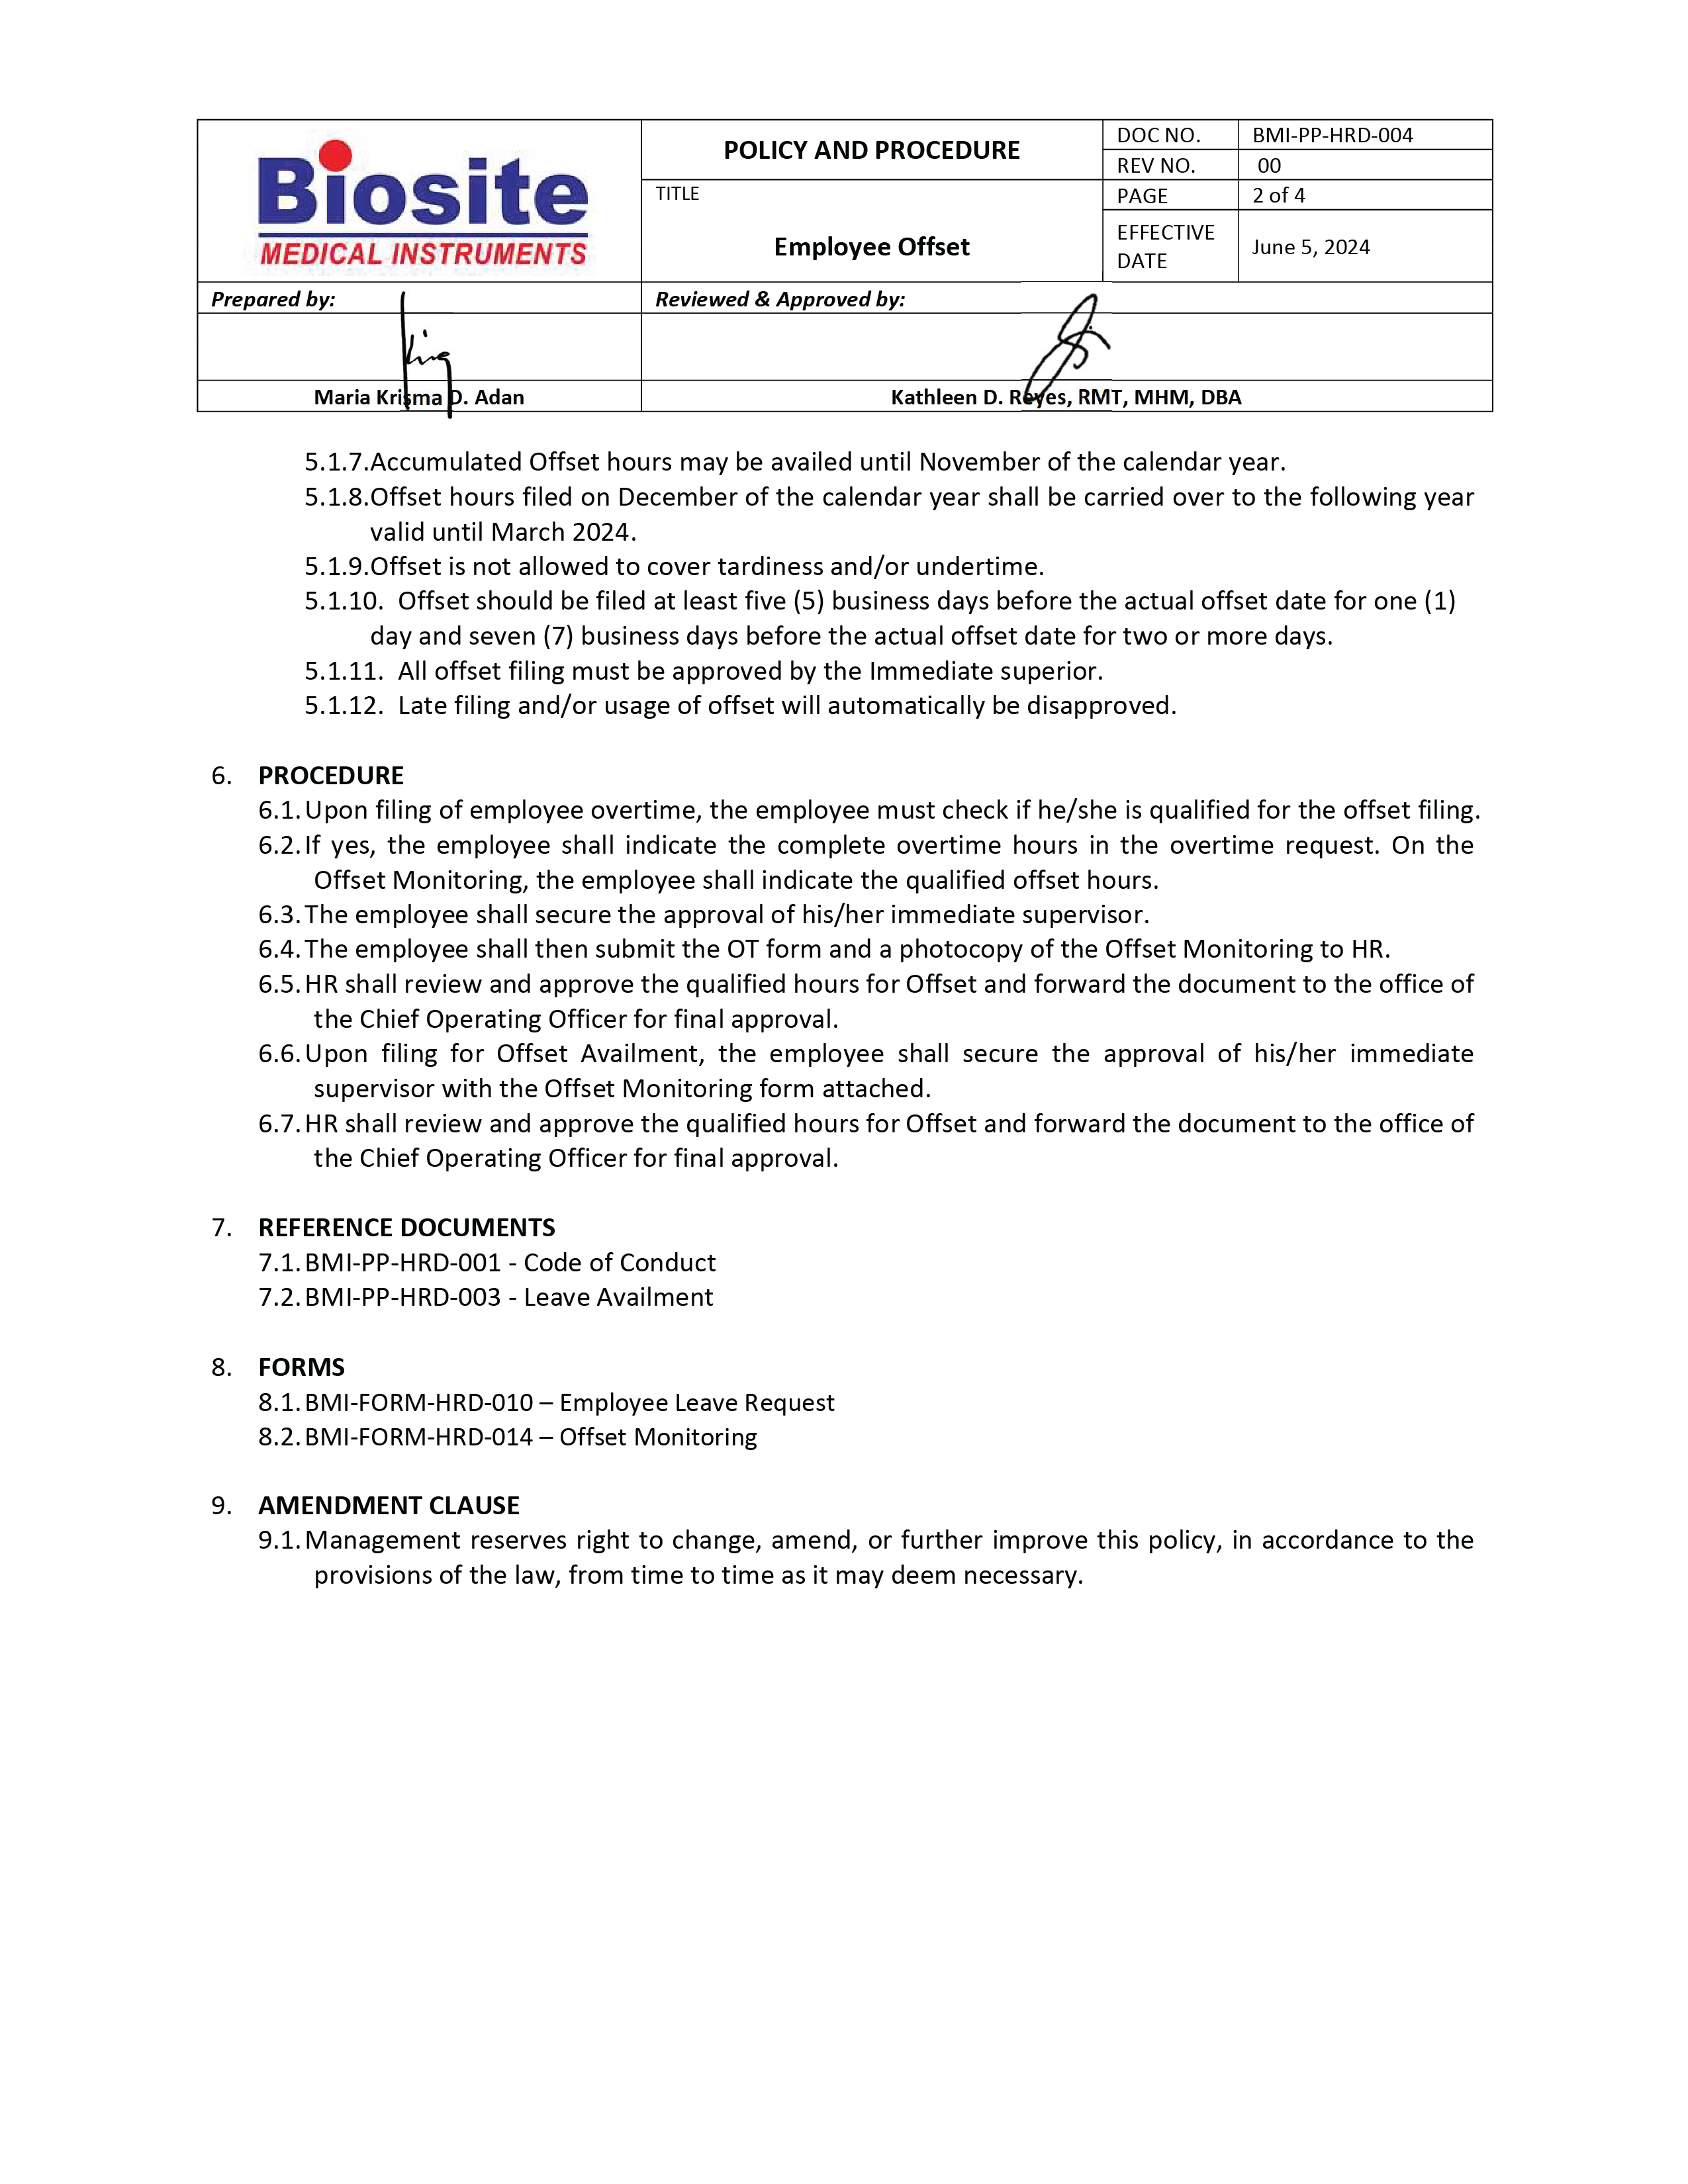 Biosite
MEDICAL INSTRUMENTS
POLICY AND PROCEDURE
DOC NO. BMI-PP-HRD-004
REV NO. 00
TITLE
Employee Offset
PAGE 2 of 4
EFFECTIVE DATE June 5, 2024
Prepared by:
Reviewed & Approved by:
Maria Krisma D. Adan
Kathleen D. Reyes, RMT, MHM, DBA
5.1.7.Accumulated Offset hours may be availed until November of the calendar year.
5.1.8.Offset hours filed on December of the calendar year shall be carried over to the following year
valid until March 2024.
5.1.9.Offset is not allowed to cover tardiness and/or undertime.
5.1.10. Offset should be filed at least five (5) business days before the actual offset date for one (1)
day and seven (7) business days before the actual offset date for two or more days.
5.1.11. All offset filing must be approved by the Immediate superior.
5.1.12. Late filing and/or usage of offset will automatically be disapproved.
6. PROCEDURE
6.1. Upon filing of employee overtime, the employee must check if he/she is qualified for the offset filing.
6.2. If yes, the employee shall indicate the complete overtime hours in the overtime request. On the
Offset Monitoring, the employee shall indicate the qualified offset hours.
6.3. The employee shall secure the approval of his/her immediate supervisor.
6.4. The employee shall then submit the OT form and a photocopy of the Offset Monitoring to HR.
6.5. HR shall review and approve the qualified hours for Offset and forward the document to the office of
the Chief Operating Officer for final approval.
6.6. Upon filing for Offset Availment, the employee shall secure the approval of his/her immediate
supervisor with the Offset Monitoring form attached.
6.7. HR shall review and approve the qualified hours for Offset and forward the document to the office of
the Chief Operating Officer for final approval.
7. REFERENCE DOCUMENTS
7.1. BMI-PP-HRD-001 - Code of Conduct
7.2. BMI-PP-HRD-003 - Leave Availment
8. FORMS
8.1. BMI-FORM-HRD-010 – Employee Leave Request
8.2. BMI-FORM-HRD-014 – Offset Monitoring
9. AMENDMENT CLAUSE
9.1. Management reserves right to change, amend, or further improve this policy, in accordance to the
provisions of the law, from time to time as it may deem necessary.